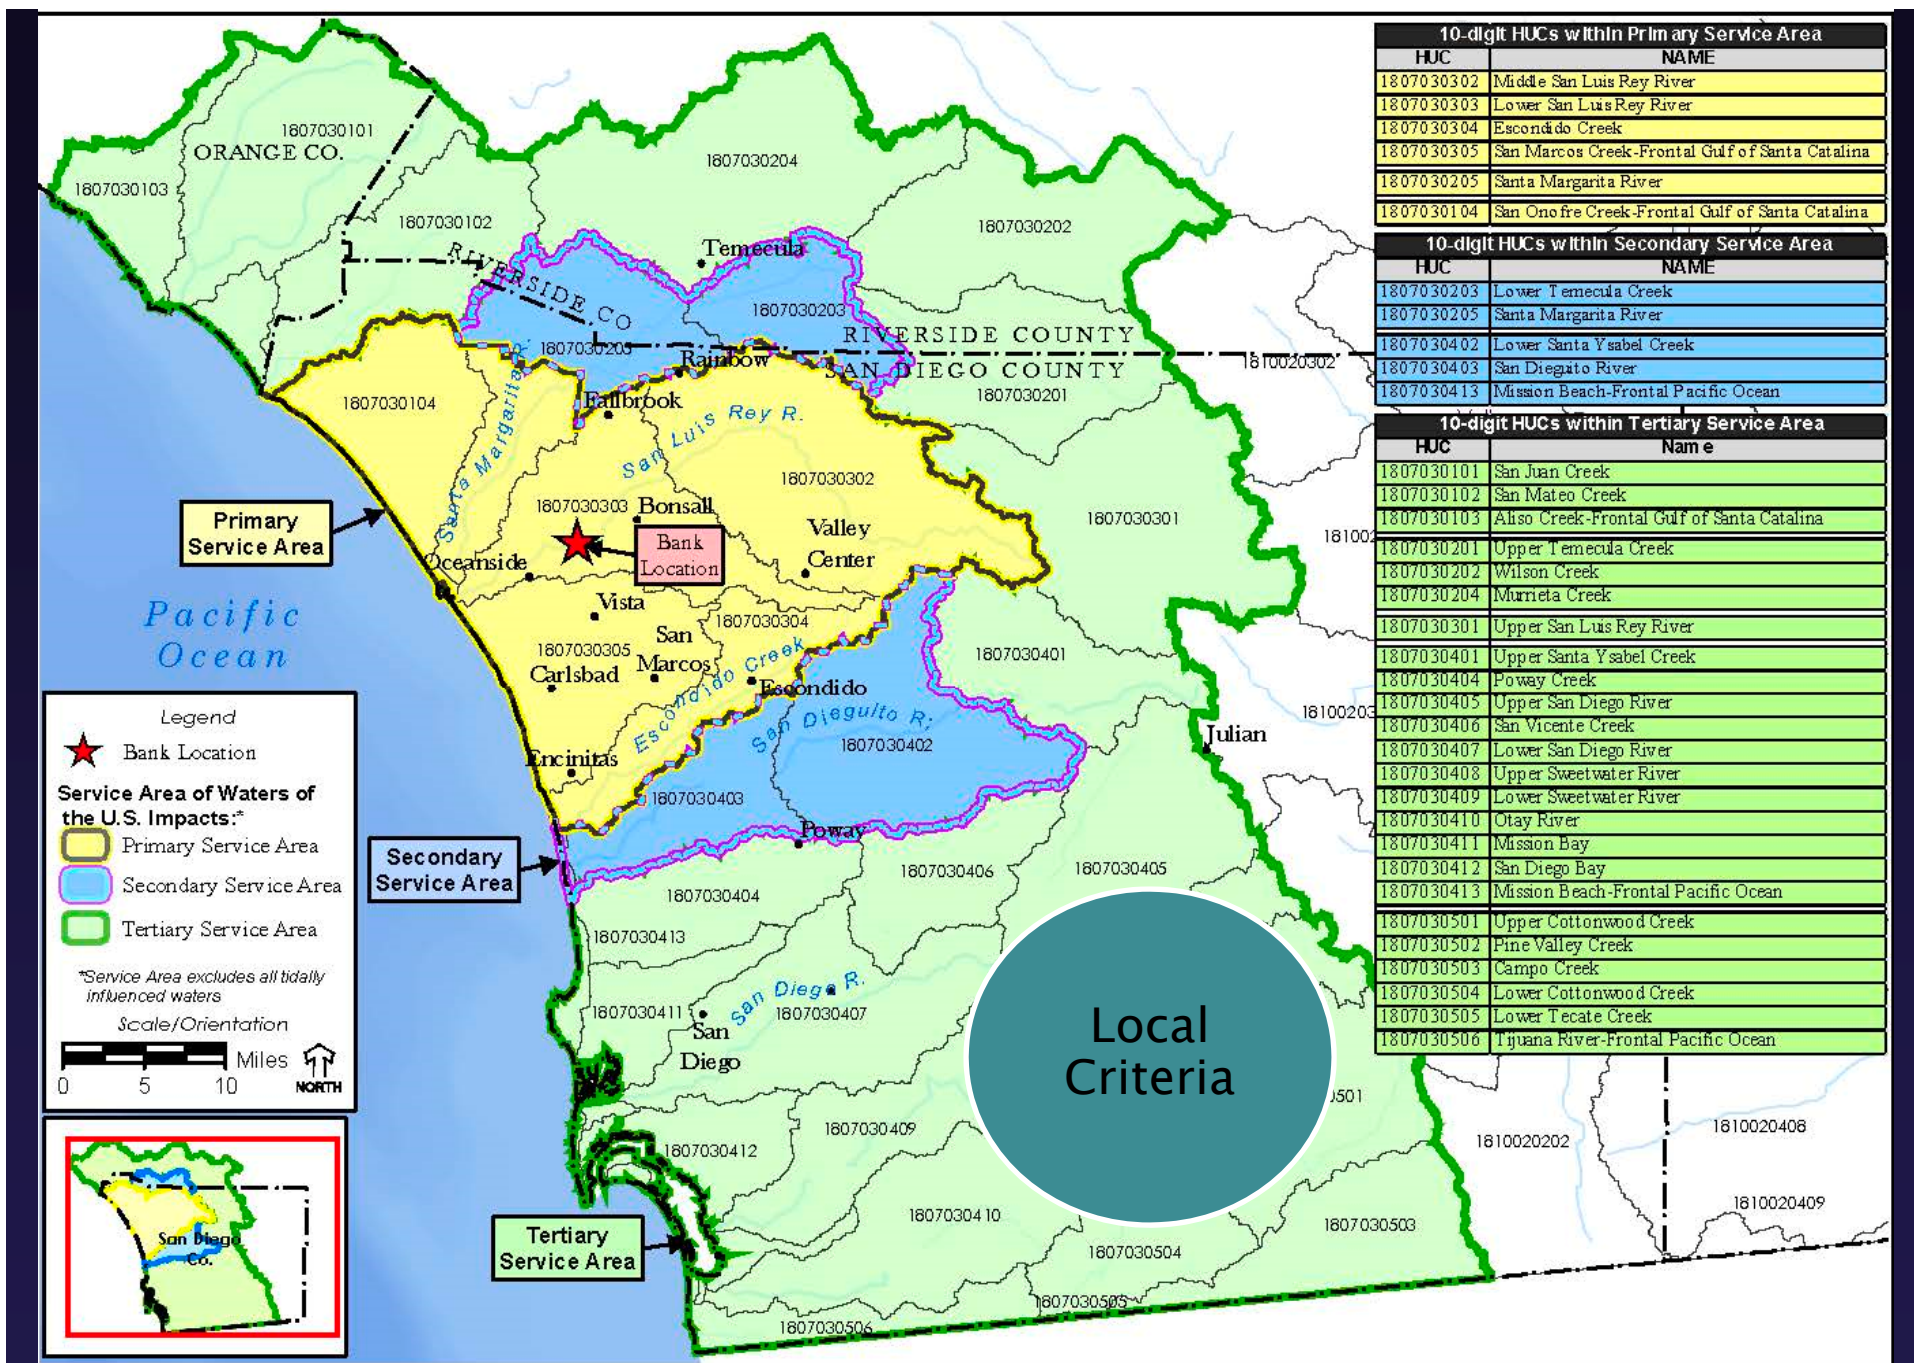 10-digit HUCs within Primary Service Area
HUC NAME
1807030302 Middle San Luis Rey River
1807030303 Lower San Luis Rey River
1807030304 Escondido Creek
1807030305 San Marcos Creek-Frontal Gulf of Santa Catalina
1807030205 Santa Margarita River
1807030104 San Onofre Creek-Frontal Gulf of Santa Catalina
10-digit HUCs within Secondary Service Area
HUC NAME
1807030203 Lower Temecula Creek
1807030205 Santa Margarita River
1807030402 Lower Santa Ysabel Creek
1807030403 San Dieguito River
1807030413 Mission Beach-Frontal Pacific Ocean
10-digit HUCs within Tertiary Service Area
HUC Name
1807030101 San Juan Creek
1807030102 San Mateo Creek
1807030103 Aliso Creek-Frontal Gulf of Santa Catalina
1807030201 Upper Temecula Creek
1807030202 Wilson Creek
1807030204 Murrieta Creek
1807030301 Upper San Luis Rey River
1807030401 Upper Santa Ysabel Creek
1807030404 Poway Creek
1807030405 Upper San Diego River
1807030406 San Vicente Creek
1807030407 Lower San Diego River
1807030408 Upper Sweetwater River
1807030409 Lower Sweetwater River
1807030410 Otay River
1807030411 Mission Bay
1807030412 San Diego Bay
1807030413 Mission Beach-Frontal Pacific Ocean
1807030501 Upper Cottonwood Creek
1807030502 Pine Valley Creek
1807030503 Campo Creek
1807030504 Lower Cottonwood Creek
1807030505 Lower Tecate Creek
1807030506 Tijuana River-Frontal Pacific Ocean
1807030101
ORANGE CO.
1807030103
1807030102
1807030204
1807030202
RIVERSIDE CO
Temecula
1807030203
1807030205
RIVERSIDE COUNTY
SAN DIEGO COUNTY
1810020302
1807030201
Rainbow
Fallbrook
1807030104
Santa Margarita R.
San Luis Rey R.
1807030302
1807030303
Bonsall
Bank
Location
Valley
Center
1807030301
Primary
Service Area
Oceanside
Vista
1807030304
1807030305
San
Marcos
Carlsbad
Escondido Creek
Escondido
San Dieguito R;
1807030402
1807030401
Julian
Encinitas
1807030403
Poway
Pacific
Ocean
Secondary
Service Area
1807030404
1807030406
1807030405
1807030413
1807030411
San Diego R.
1807030407
San
Diego
Local
Criteria
501
1807030409
1807030412
1807030410
1807030503
1807030504
1807030505
1807030506
1810020202
1810020408
1810020409
Tertiary
Service Area
Legend
Bank Location
Service Area of Waters of
the U.S. Impacts:*
Primary Service Area
Secondary Service Area
Tertiary Service Area
*Service Area excludes all tidally
influenced waters
Scale/Orientation
Miles
0 5 10
NORTH
San Diego
Co.